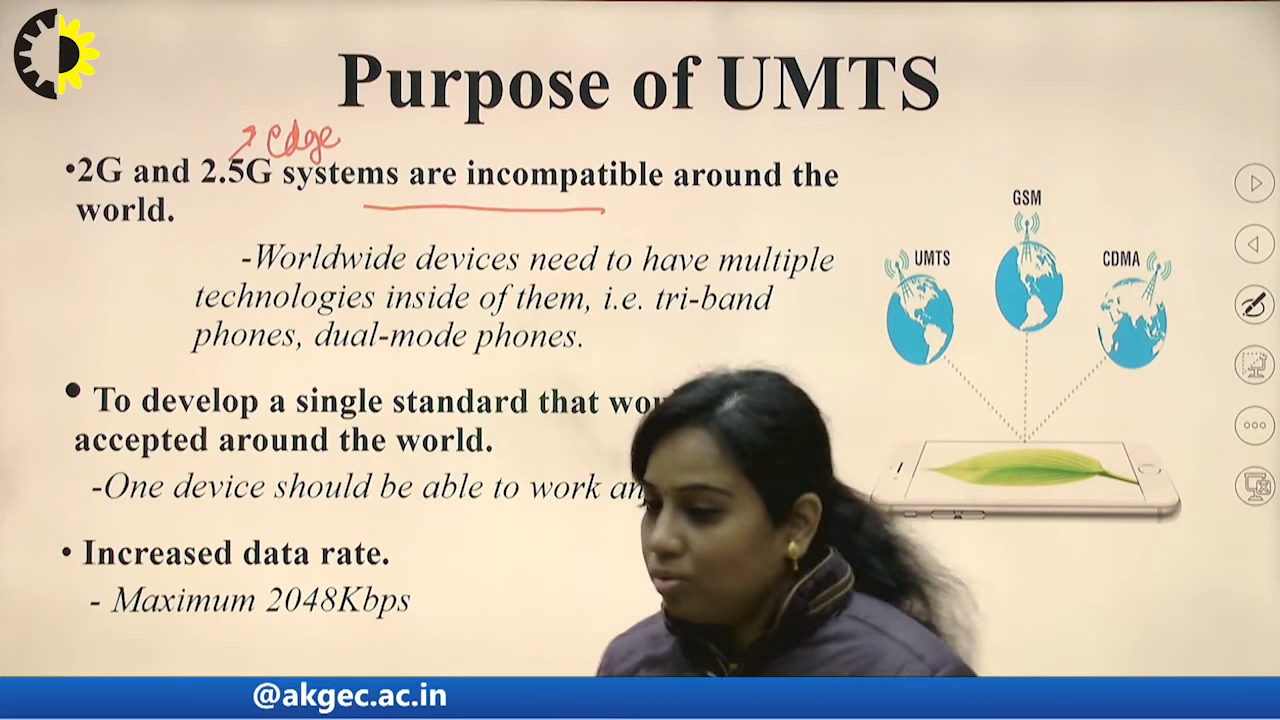 Purpose of UMTS
edge
•2G and 2.5G systems are incompatible around the
world.
-Worldwide devices need to have multiple
technologies inside of them, i.e. tri-band
phones, dual-mode phones.
• To develop a single standard that
accepted around the world.
-One device should be able to work
• Increased data rate.
- Maximum 2048Kbps
GSM
UMTS
CDMA
@akgec.ac.in